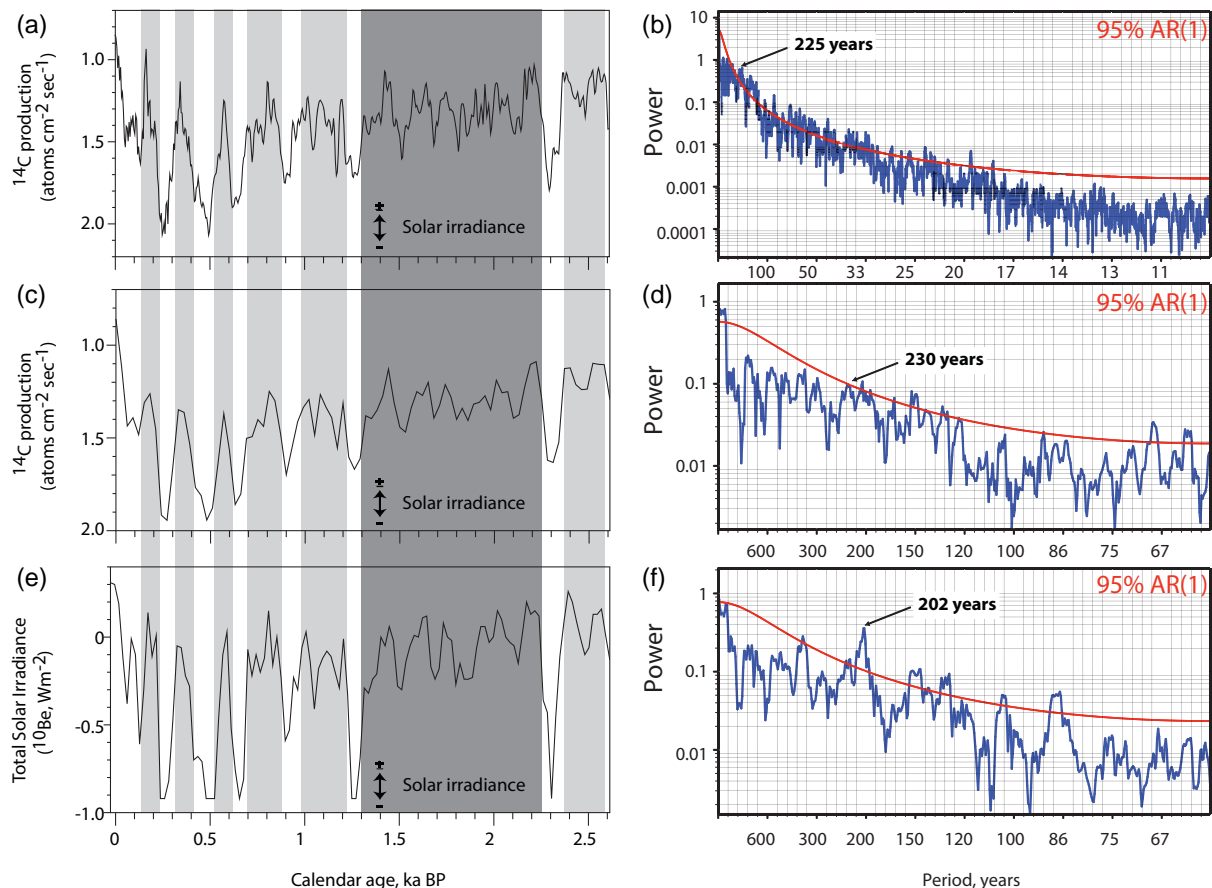 (a)
1.0
1.5
2.0
14C production
(atoms cm-2 sec-1)
+
-
Solar irradiance
(b)
95% AR(1)
225 years
Power
10
1
0.1
0.01
0.001
0.0001
100 50 33 25 20 17 14 13 11
(c)
1.0
1.5
2.0
14C production
(atoms cm-2 sec-1)
+
-
Solar irradiance
(d)
95% AR(1)
230 years
Power
1
0.1
0.01
600 300 200 150 120 100 86 75 67
(e)
0
-0.5
-1.0
Total Solar Irradiance
(10Be, Wm-2)
+
-
Solar irradiance
0 0.5 1.0 1.5 2.0 2.5
Calendar age, ka BP
(f)
95% AR(1)
202 years
Power
1
0.1
0.01
600 300 200 150 120 100 86 75 67
Period, years